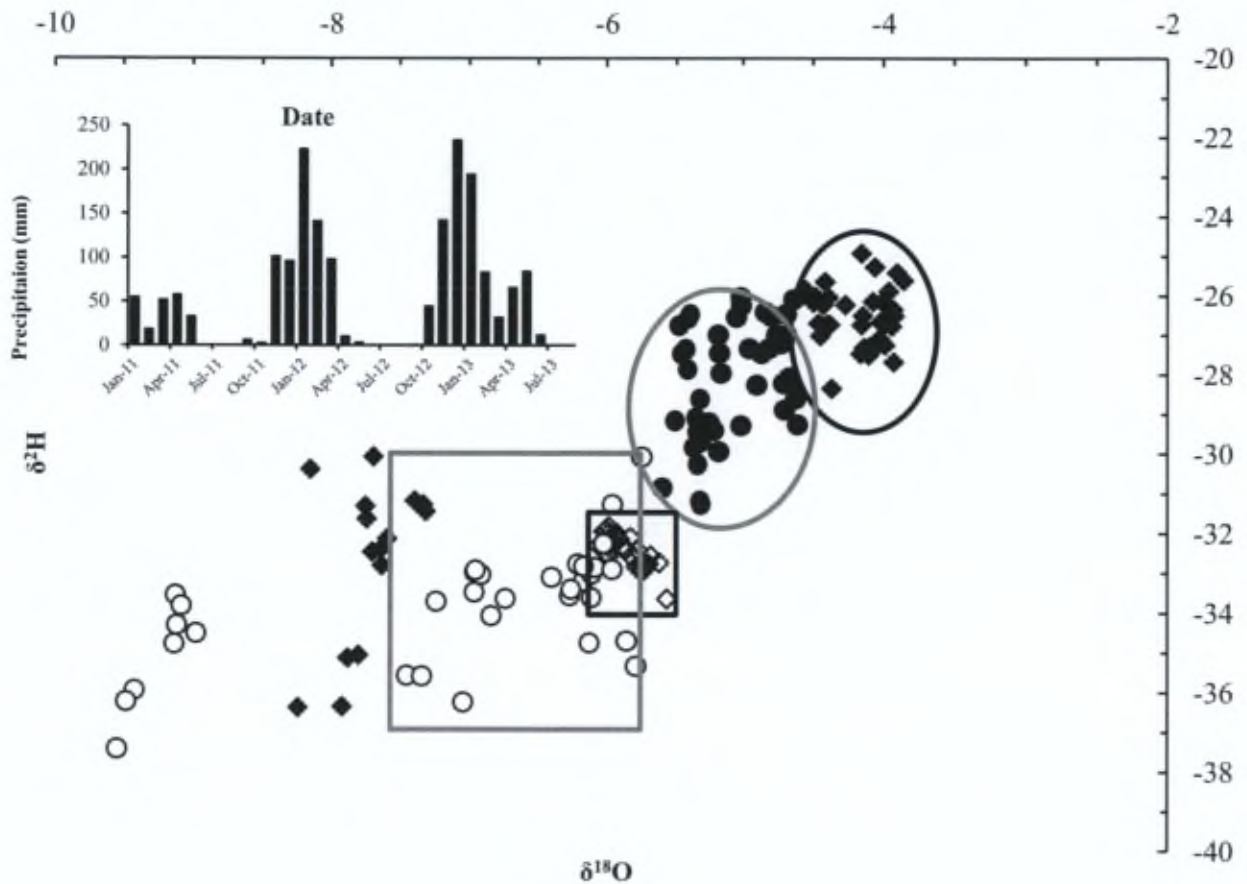 -10 -8 -6 -4 -2
-20
-22
-24
-26
-28
-30
-32
-34
-36
-38
-40
Date
250
200
150
100
50
0
Precipitaion (mm)
Jan-11 Apr-11 Jul-11 Oct-11 Jan-12 Apr-12 Jul-12 Oct-12 Jan-13 Apr-13 Jul-13
δ²H
δ¹⁸O